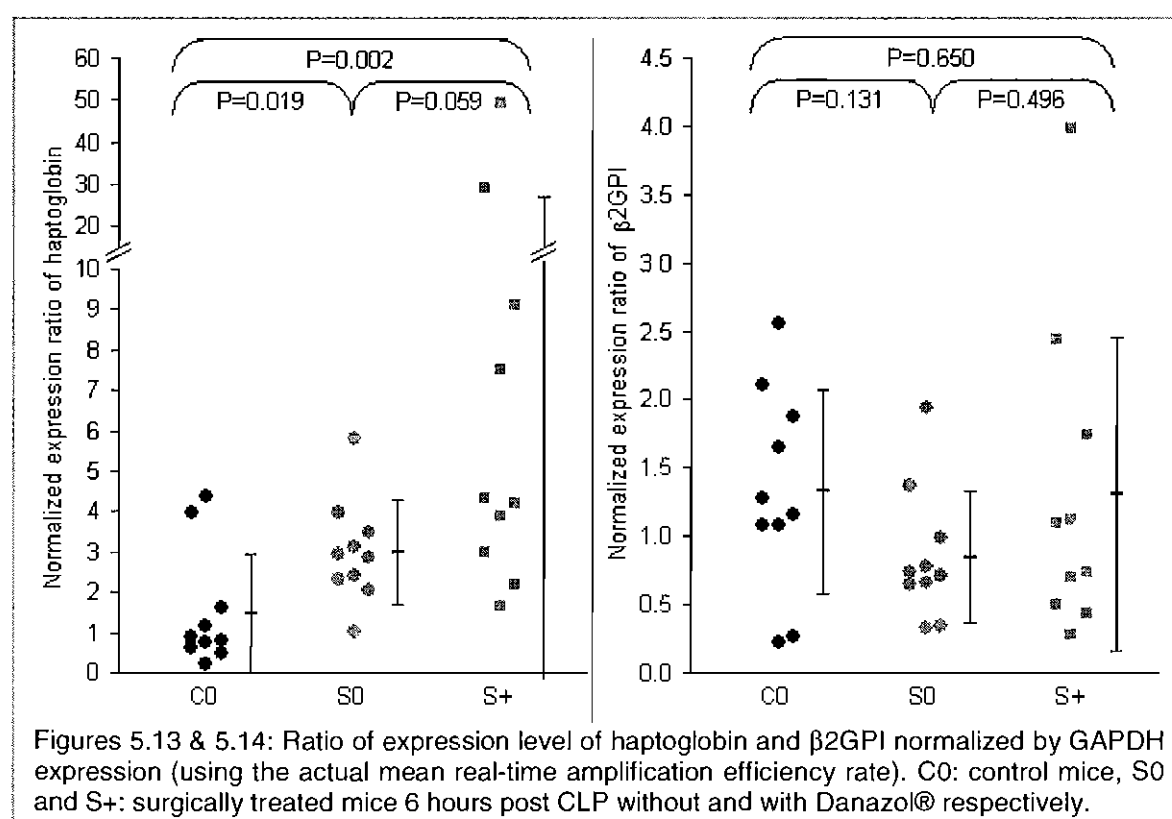 P=0.002
P=0.019 P=0.059
60
50
40
30
20
10
9
8
7
6
5
4
3
2
1
0
Normalized expression ratio of haptoglobin
C0 S0 S+
P=0.650
P=0.131 P=0.496
4.5
4.0
3.5
3.0
2.5
2.0
1.5
1.0
0.5
0.0
Normalized expression ratio of β2GPI
C0 S0 S+
Figures 5.13 & 5.14: Ratio of expression level of haptoglobin and β2GPI normalized by GAPDH
expression (using the actual mean real-time amplification efficiency rate). C0: control mice, S0
and S+: surgically treated mice 6 hours post CLP without and with Danazol® respectively.